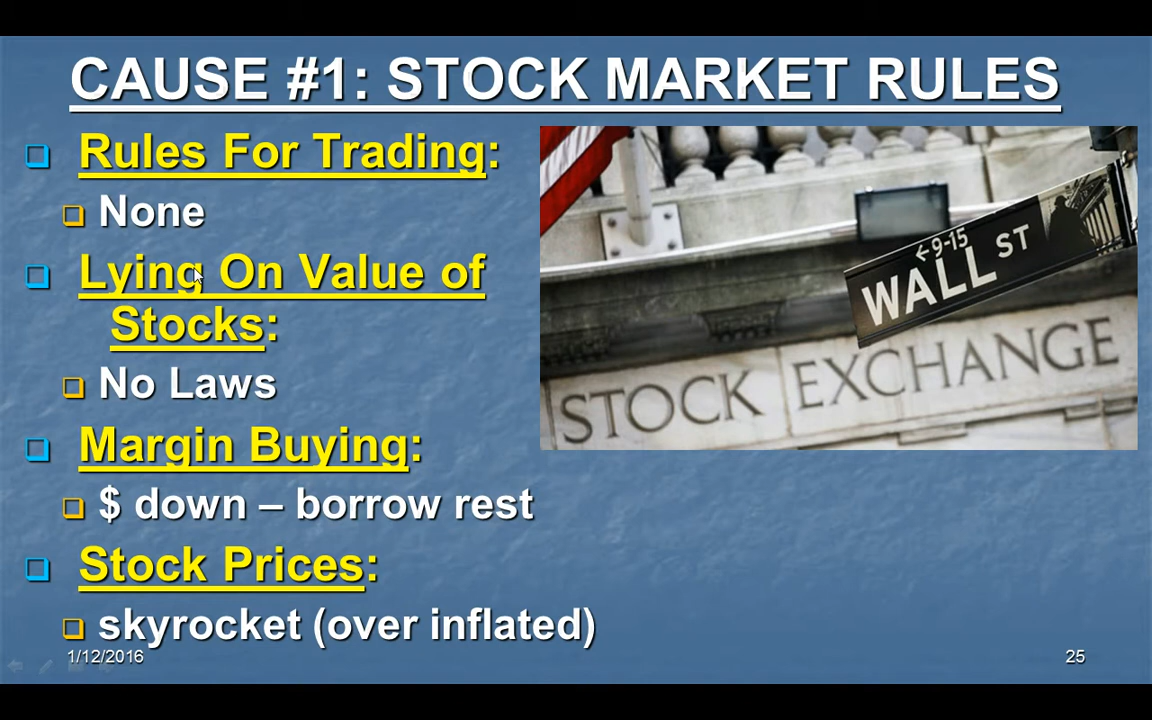 CAUSE #1: STOCK MARKET RULES
Rules For Trading:
None
Lying On Value of
Stocks:
No Laws
Margin Buying:
$ down – borrow rest
Stock Prices:
skyrocket (over inflated)
←9-15
WALL ST
STOCK EXCHANGE
1/12/2016
25